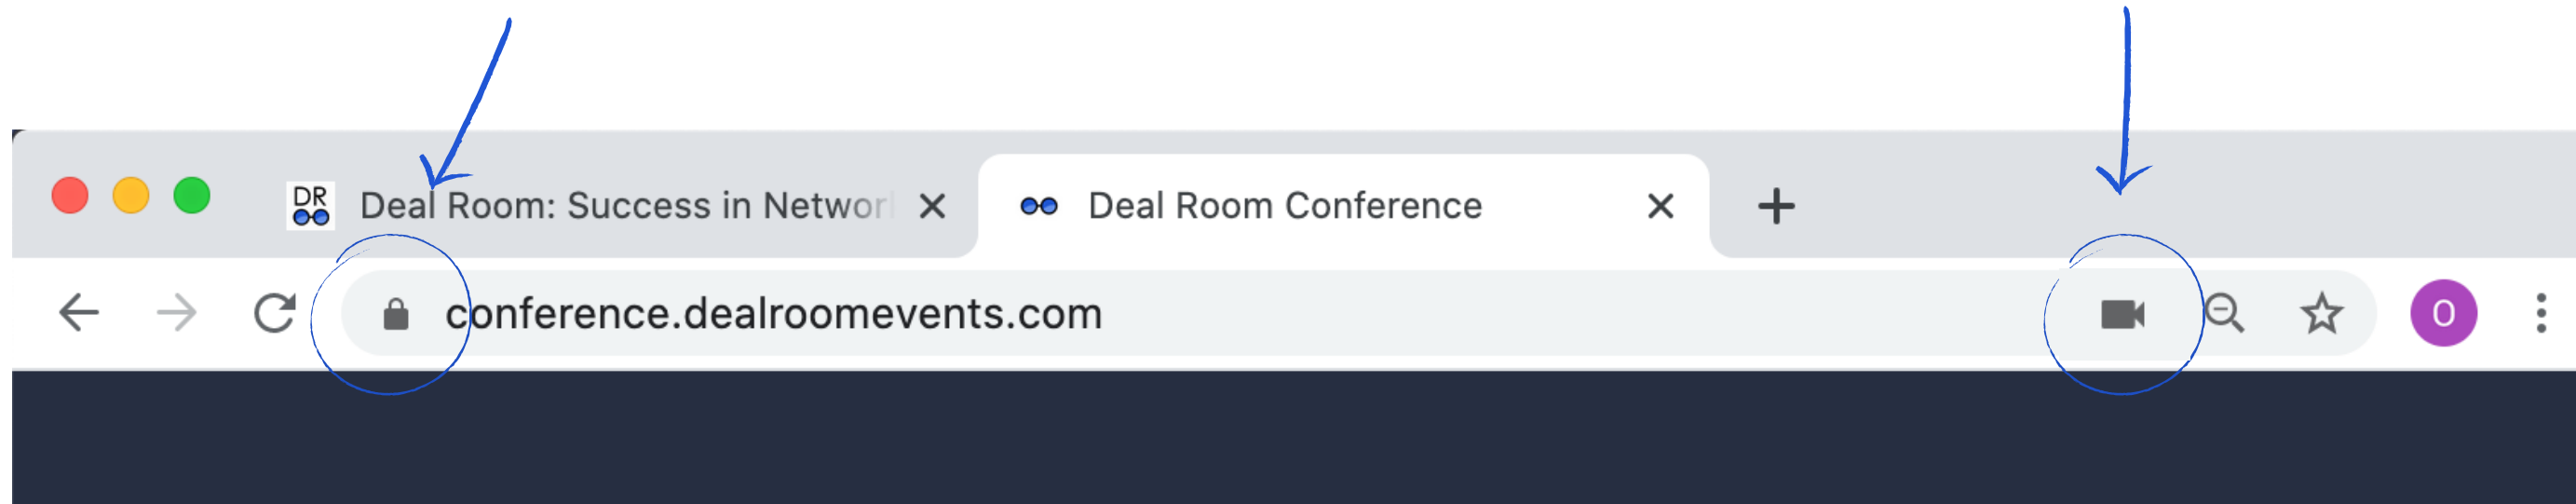 DR
Deal Room: Success in Networ
Deal Room Conference
conference.dealroomevents.com
O